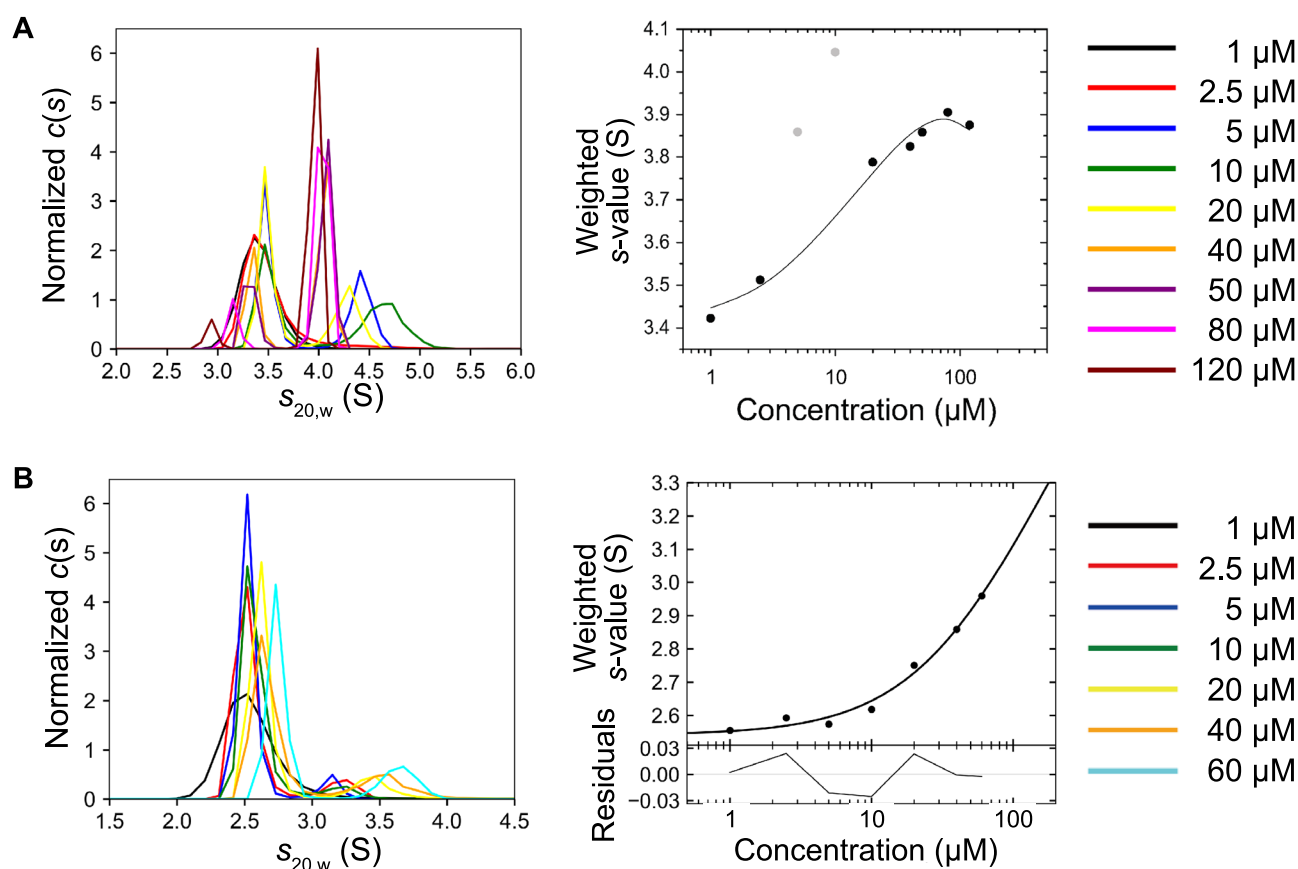 A
Normalized c(s)
6
5
4
3
2
1
0
2.0 2.5 3.0 3.5 4.0 4.5 5.0 5.5 6.0
s20,w (S)
Weighted
s-value (S)
4.1
4.0
3.9
3.8
3.7
3.6
3.5
3.4
1 10 100
Concentration (µM)
1 µM
2.5 µM
5 µM
10 µM
20 µM
40 µM
50 µM
80 µM
120 µM
B
Normalized c(s)
6
5
4
3
2
1
0
1.5 2.0 2.5 3.0 3.5 4.0 4.5
s20,w (S)
Weighted
s-value (S)
3.3
3.2
3.1
3.0
2.9
2.8
2.7
2.6
Residuals
0.03
0.00
−0.03
1 10 100
Concentration (µM)
1 µM
2.5 µM
5 µM
10 µM
20 µM
40 µM
60 µM